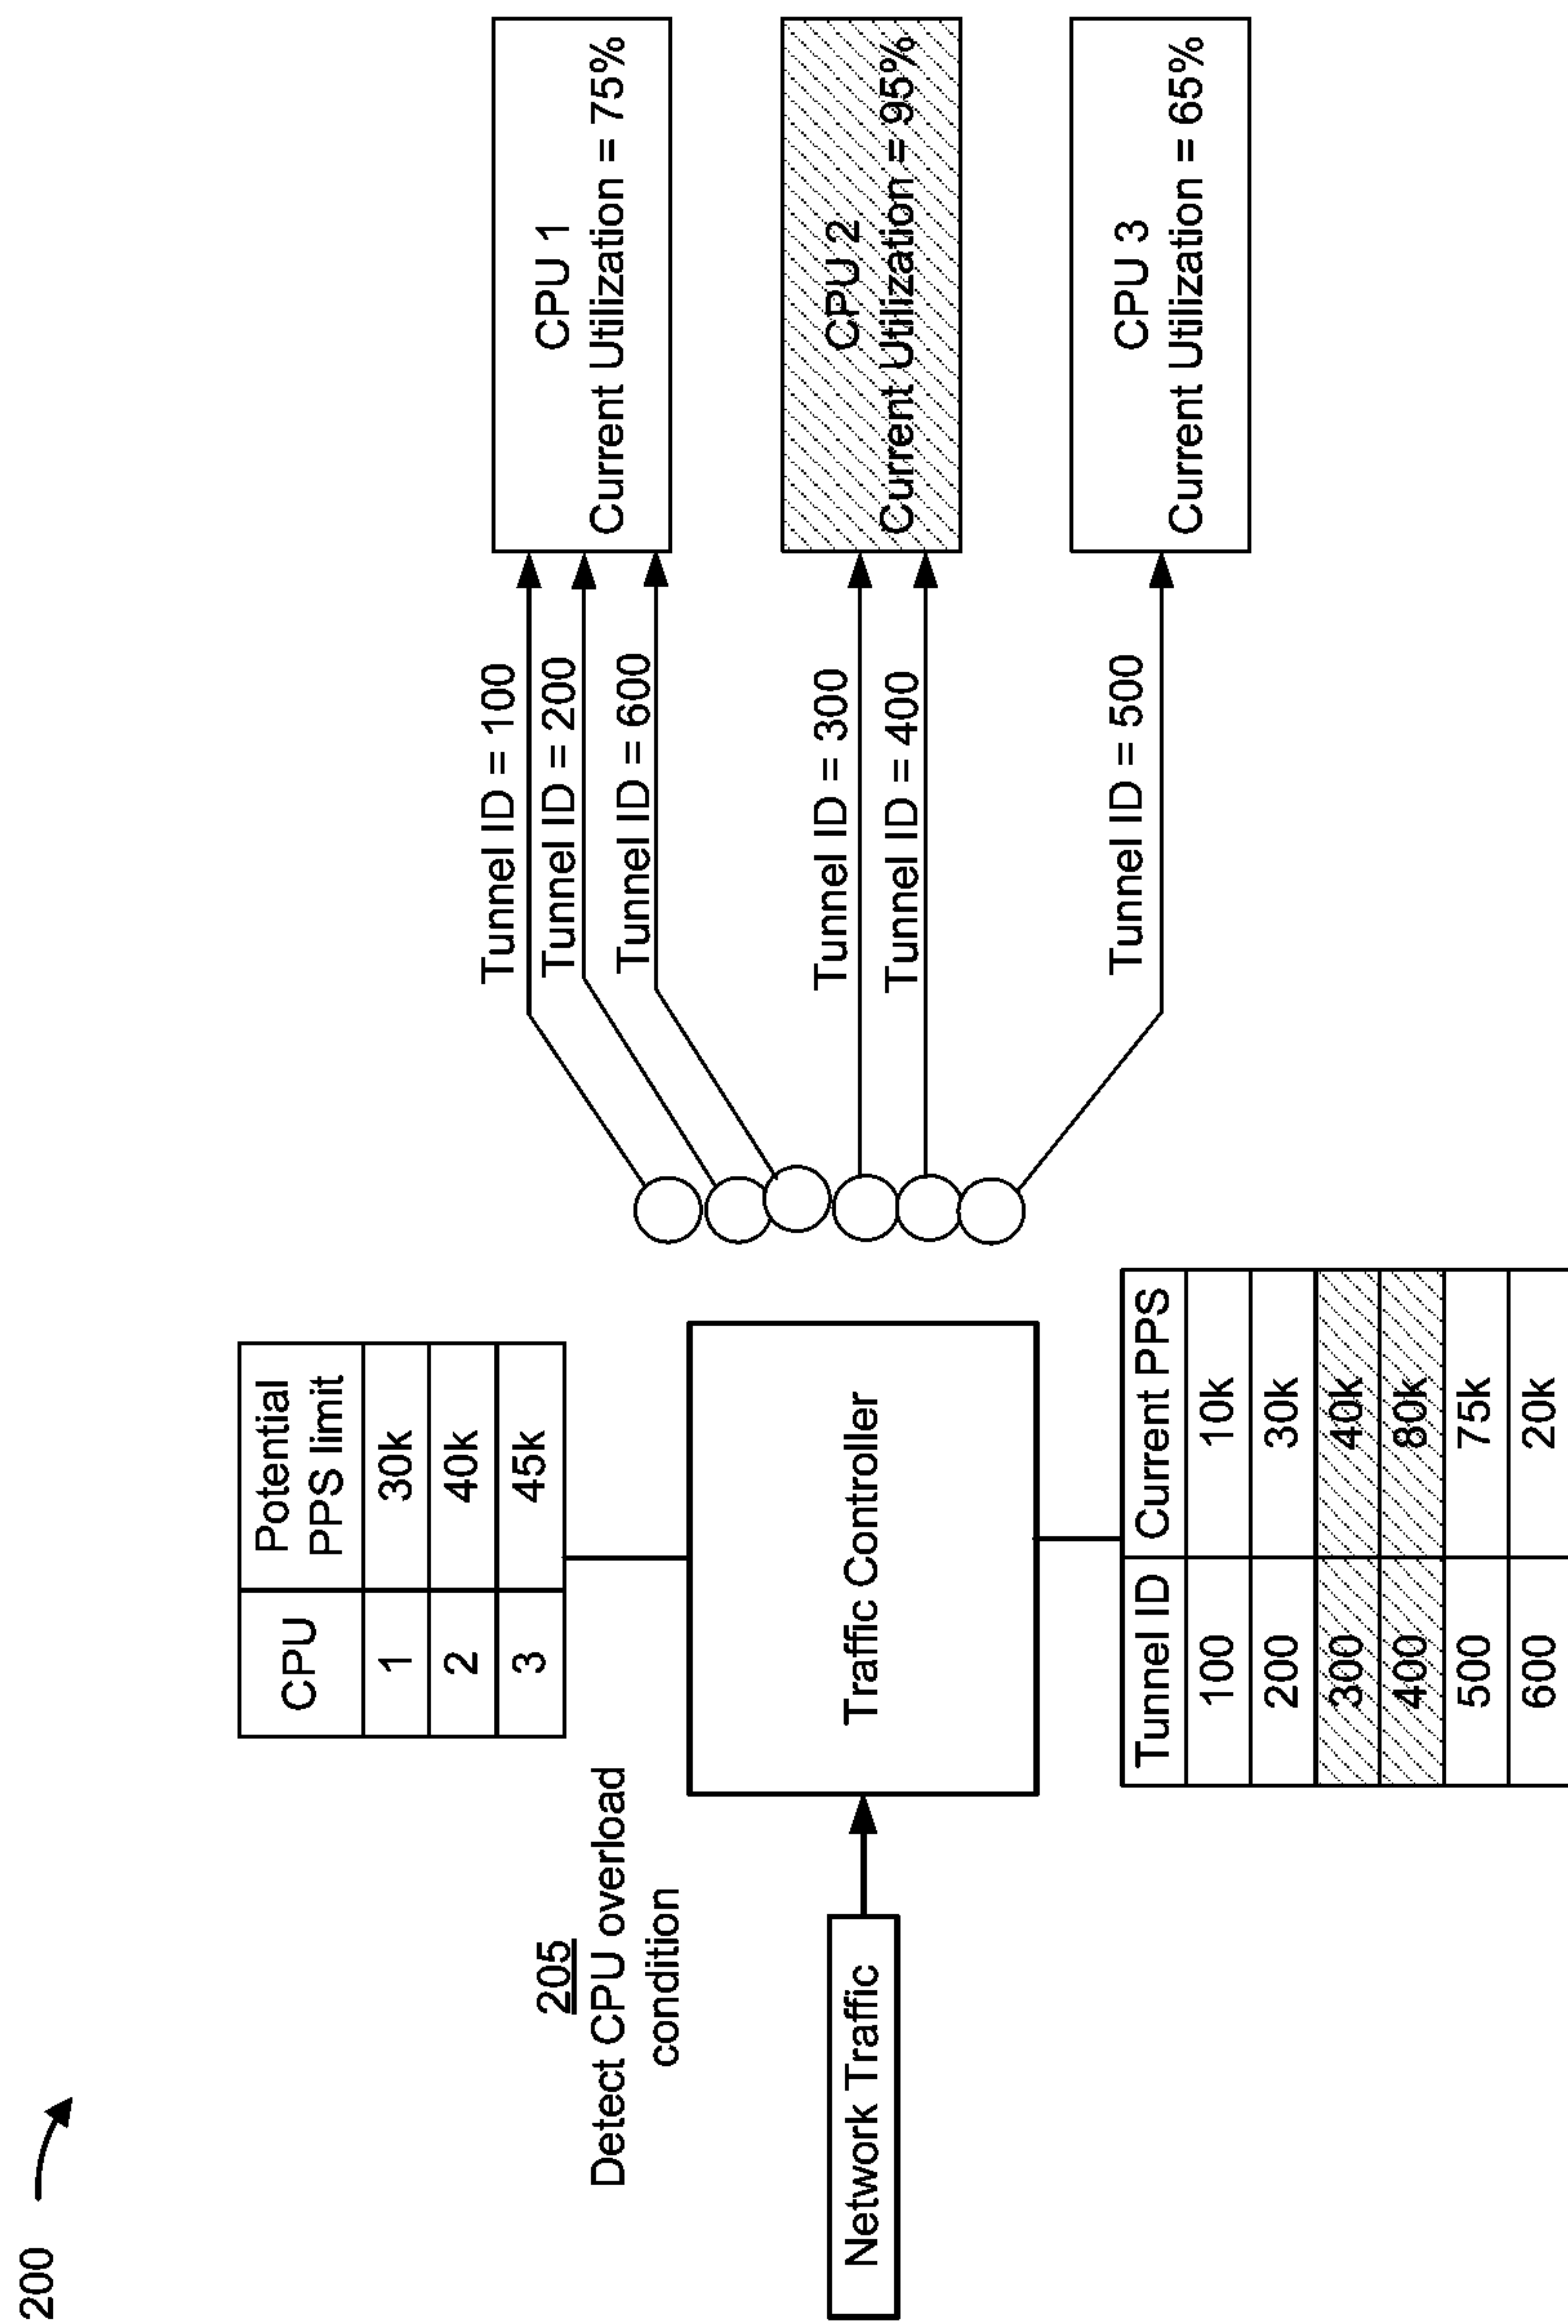 200
205
Detect CPU overload
condition
Network Traffic
CPU Potential
PPS limit
1 30k
2 40k
3 45k
Traffic Controller
Tunnel ID Current PPS
100 10k
200 30k
300 40k
400 80k
500 75k
600 20k
Tunnel ID = 100
Tunnel ID = 200
Tunnel ID = 600
Tunnel ID = 300
Tunnel ID = 400
Tunnel ID = 500
CPU 1
Current Utilization = 75%
CPU 2
Current Utilization = 95%
CPU 3
Current Utilization = 65%